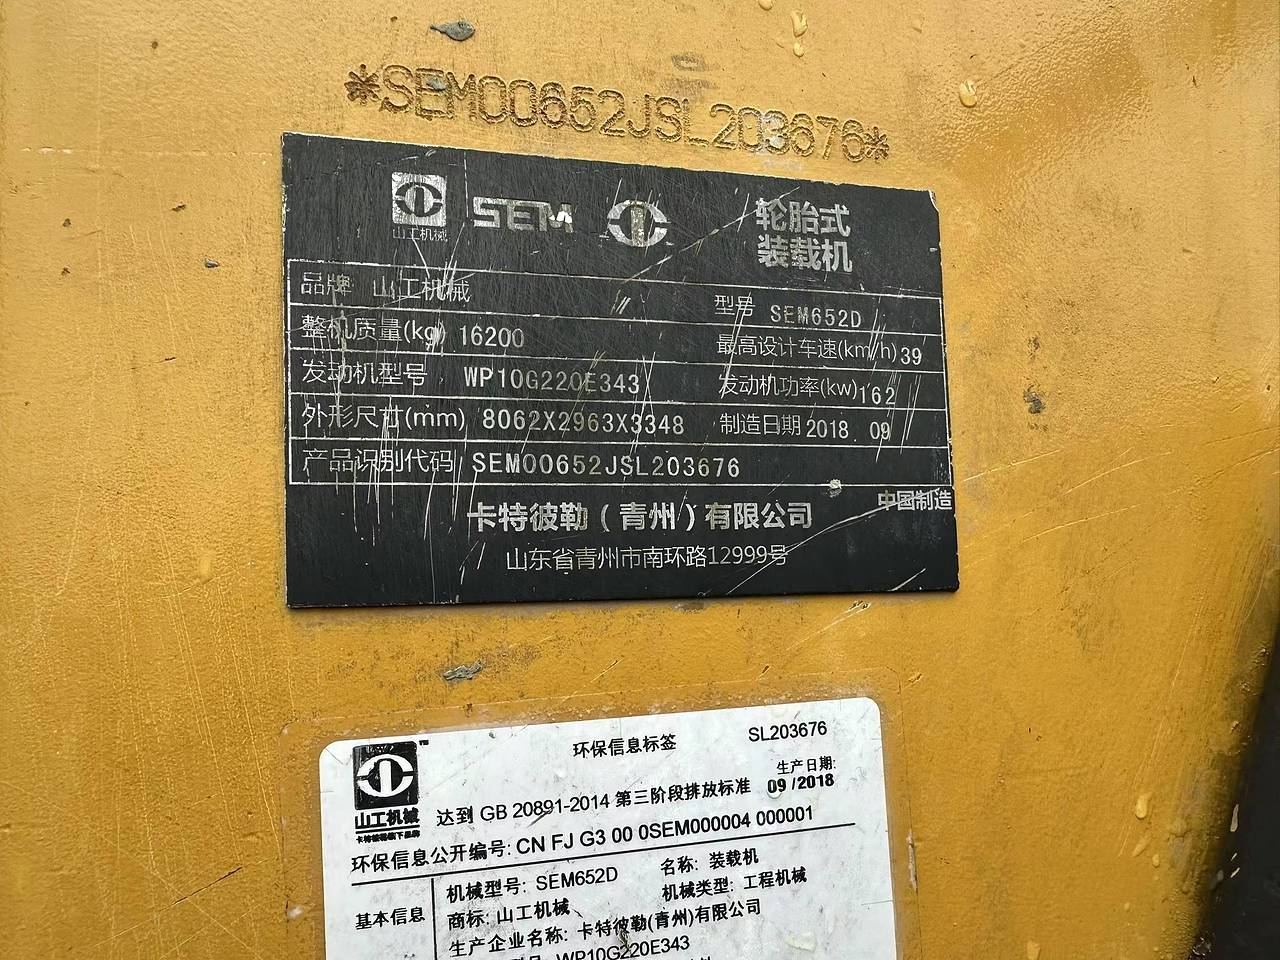 *SEM00652JSL203676*
山工机械
SEM
轮胎式
装载机
品牌 山工机械
型号 SEM652D
整机质量(kg) 16200
最高设计车速(km/h) 39
发动机型号 WP10G220E343
发动机功率(kw) 162
外形尺寸(mm) 8062X2963X3348
制造日期 2018.09
产品识别代码 SEM00652JSL203676
卡特彼勒(青州)有限公司
中国制造
山东省青州市南环路12999号
山工机械
卡特彼勒旗下品牌
环保信息标签
SL203676
达到 GB 20891-2014 第三阶段排放标准
生产日期:
09 /2018
环保信息公开编号: CN FJ G3 00 0SEM000004 000001
基本信息
机械型号: SEM652D
名称: 装载机
商标: 山工机械
机械类型: 工程机械
生产企业名称: 卡特彼勒(青州)有限公司
WP10G220E343